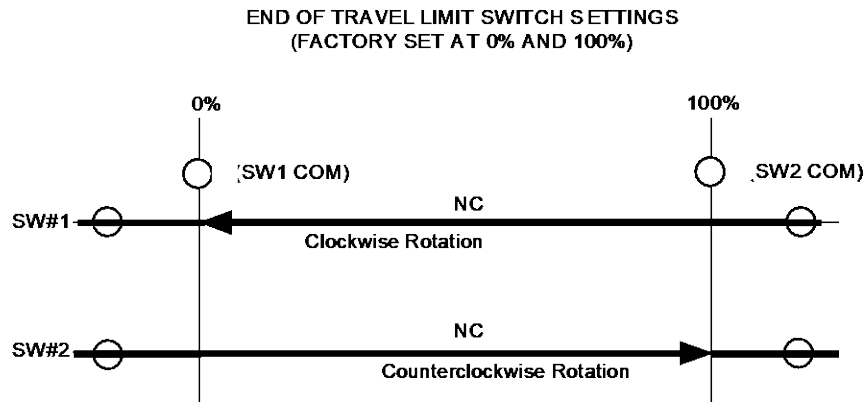 END OF TRAVEL LIMIT SWITCH SETTINGS
(FACTORY SET AT 0% AND 100%)
0%
100%
(SW1 COM)
(SW2 COM)
SW#1
NC
Clockwise Rotation
SW#2
NC
Counterclockwise Rotation